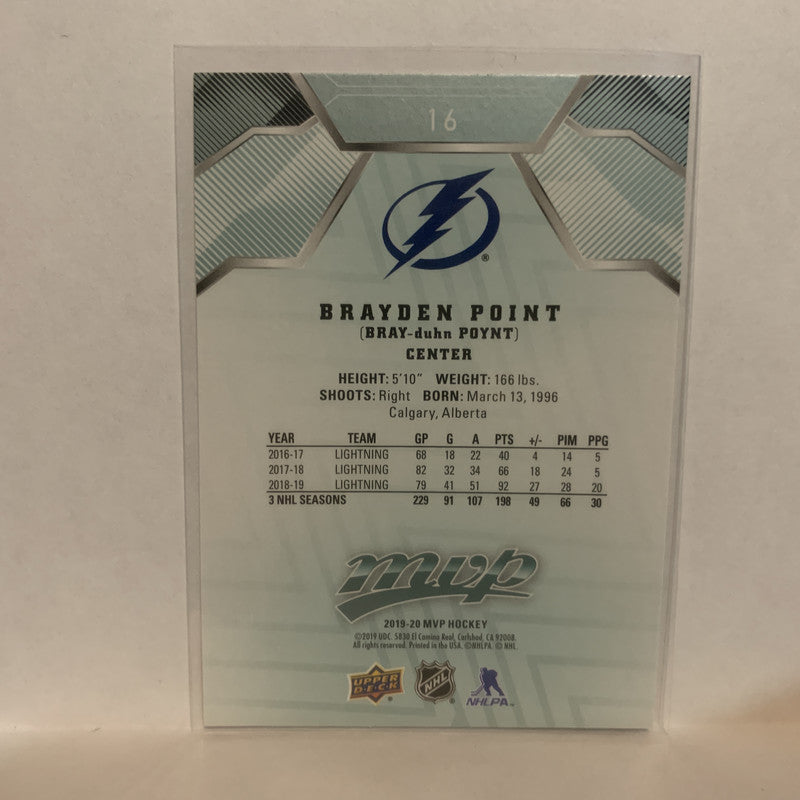 16
®
BRAYDEN POINT
(BRAY-duhn POYNT)
CENTER
HEIGHT: 5'10" WEIGHT: 166 lbs.
SHOOTS: Right BORN: March 13, 1996
Calgary, Alberta
YEAR TEAM GP G A PTS +/- PIM PPG
2016-17 LIGHTNING 68 18 22 40 4 14 5
2017-18 LIGHTNING 82 32 34 66 18 24 5
2018-19 LIGHTNING 79 41 51 92 27 28 20
3 NHL SEASONS 229 91 107 198 49 66 30
mvp
2019-20 MVP HOCKEY
©2019 UDC. 5830 El Camino Real, Carlsbad, CA 92008.
All rights reserved. Printed in the USA. ©NHLPA. © NHL.
UPPER DECK® NHL® NHLPA™